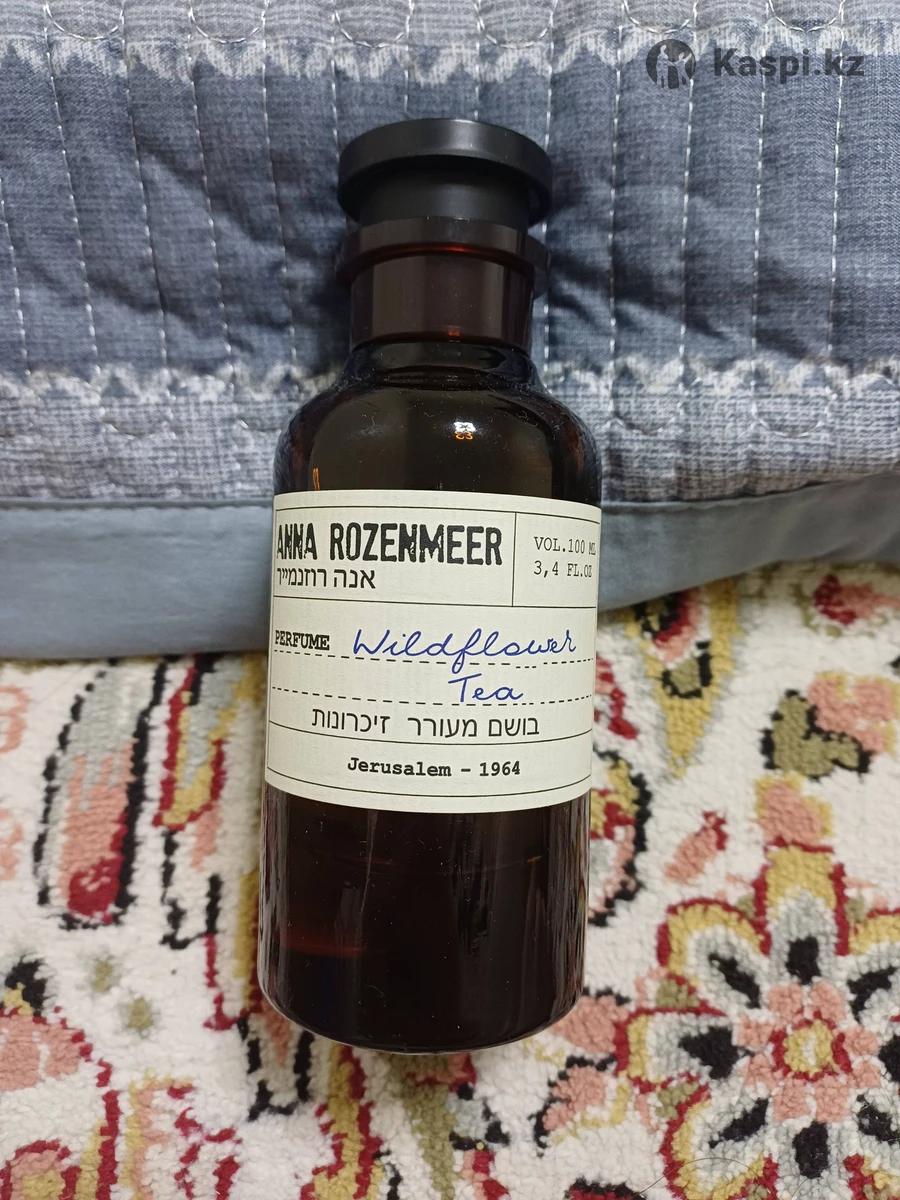 Kaspi.kz
ANNA ROZENMEER
אנה רוזנמייר
VOL.100 ML
3,4 FL.OZ
PERFUME Wildflower
Tea
בושם מעורר זיכרונות
Jerusalem - 1964